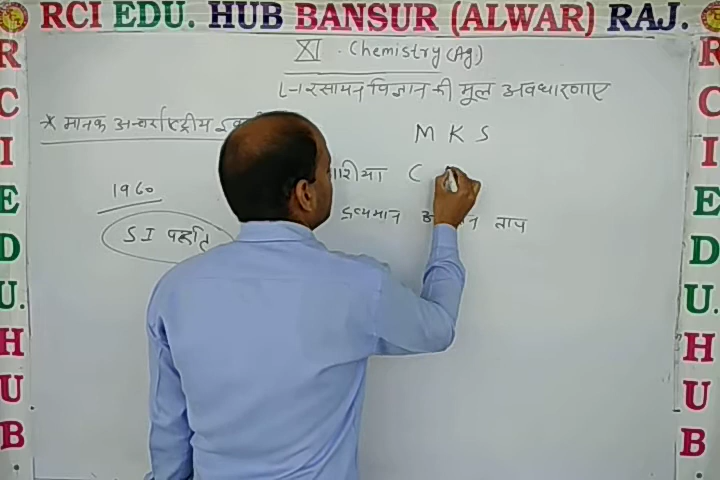 RCI EDU. HUB BANSUR (ALWAR) RAJ.
XI . Chemistry (Ag)
L-1 रसायन विज्ञान की मूल अवधारणाए
* मानक अन्तर्राष्ट्रीय
M K S
1960
C
SI पद्धति
द्रव्यमान
ताप
RCI EDU. HUB
RCI EDU. HUB